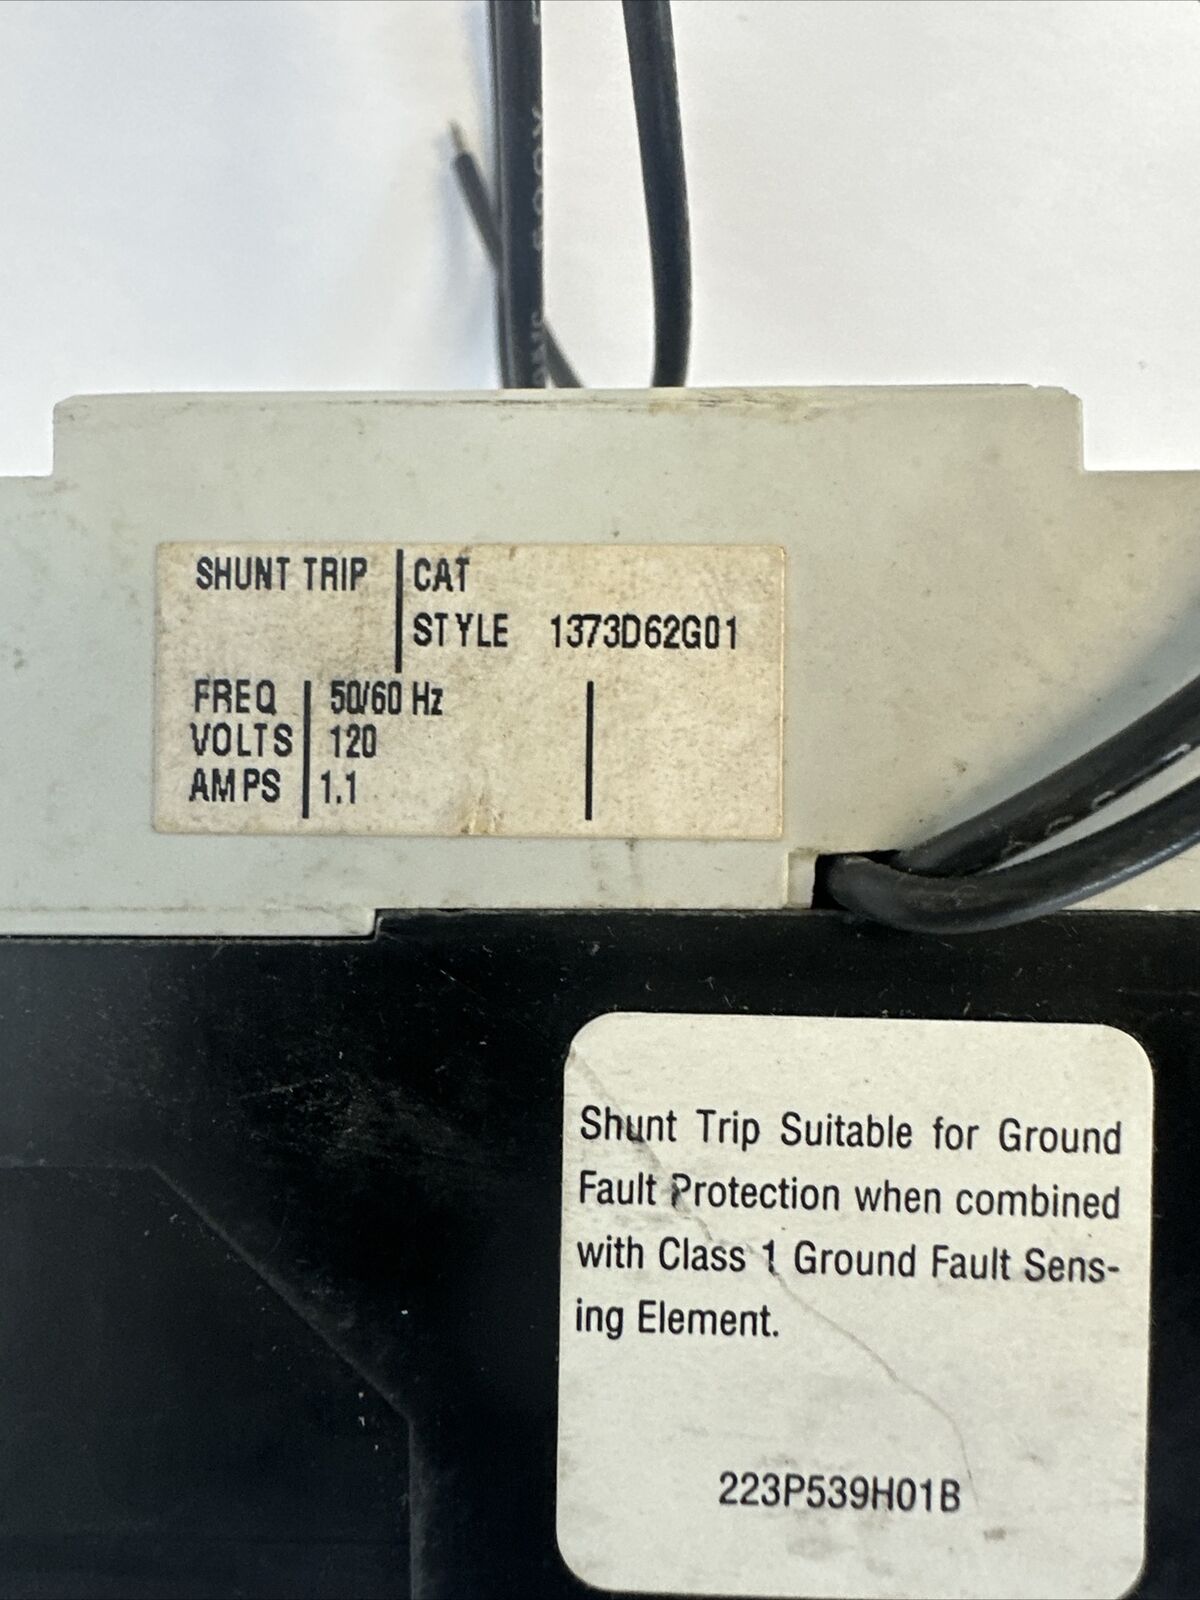 600V
SHUNT TRIP CAT
STYLE 1373D62G01
FREQ 50/60 Hz
VOLTS 120
AMPS 1.1
Shunt Trip Suitable for Ground
Fault Protection when combined
with Class 1 Ground Fault Sens-
ing Element.
223P539H01B